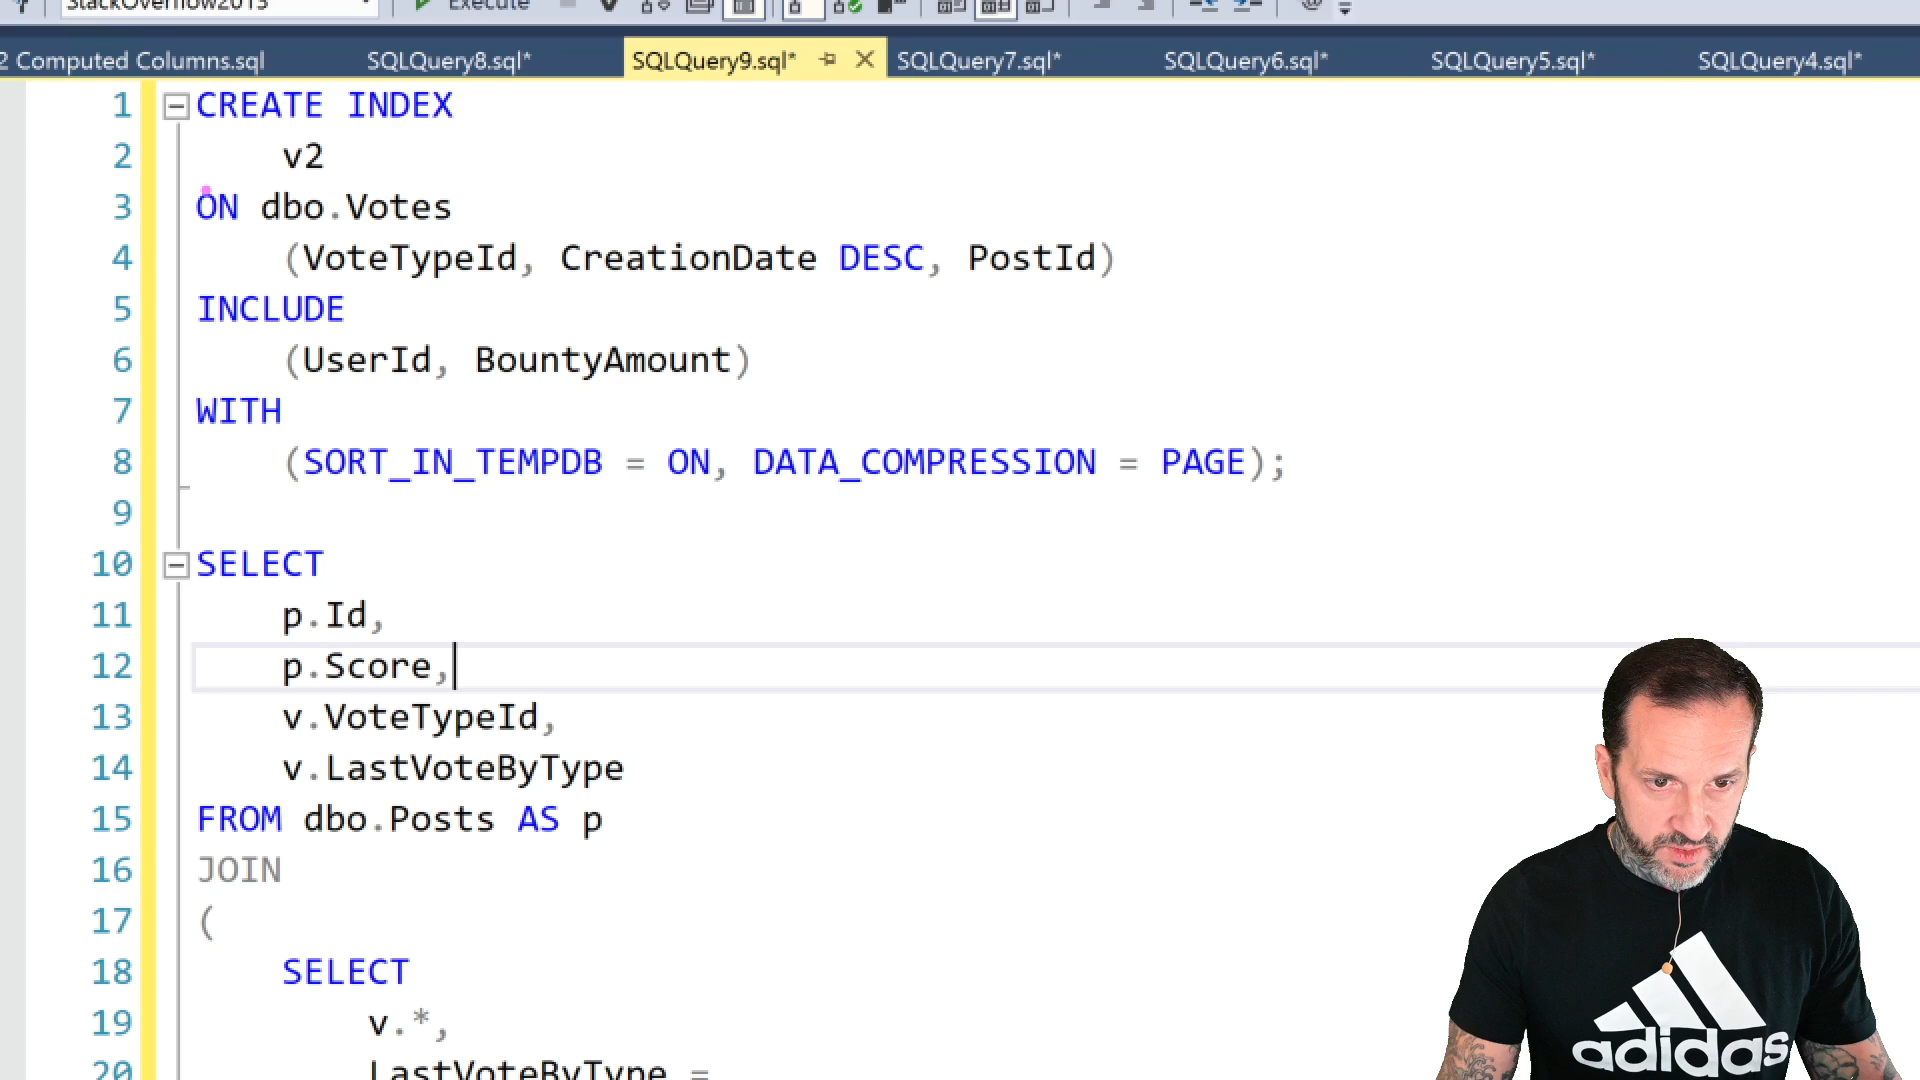 StackOverflow2013 Execute
2 Computed Columns.sql SQLQuery8.sql* SQLQuery9.sql* SQLQuery7.sql* SQLQuery6.sql* SQLQuery5.sql* SQLQuery4.sql*
1 CREATE INDEX
2 v2
3 ON dbo.Votes
4 (VoteTypeId, CreationDate DESC, PostId)
5 INCLUDE
6 (UserId, BountyAmount)
7 WITH
8 (SORT_IN_TEMPDB = ON, DATA_COMPRESSION = PAGE);
9
10 SELECT
11 p.Id,
12 p.Score,
13 v.VoteTypeId,
14 v.LastVoteByType
15 FROM dbo.Posts AS p
16 JOIN
17 (
18 SELECT
19 v.*,
20 LastVoteByType =
adidas